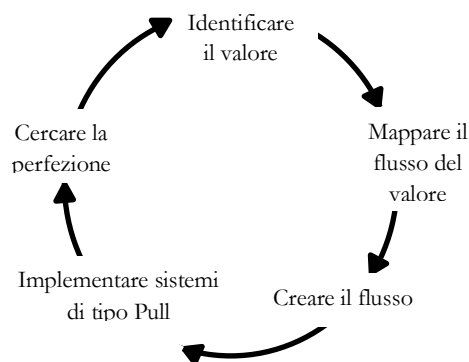 Identificare
il valore
Mappare il
flusso del
valore
Creare il flusso
Implementare sistemi
di tipo Pull
Cercare la
perfezione